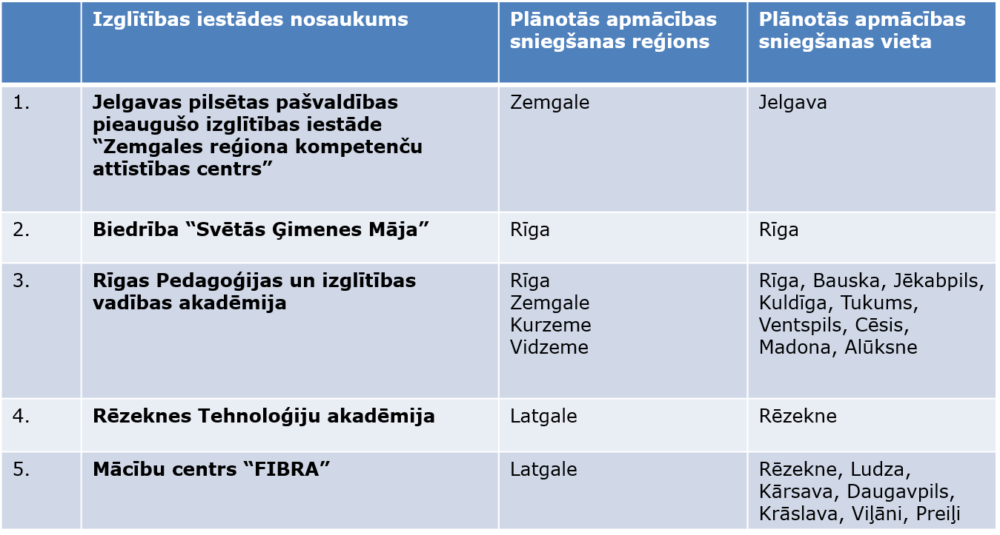 Izglītības iestādes nosaukums
Plānotās apmācības
sniegšanas reģions
Plānotās apmācības
sniegšanas vieta
1.
Jelgavas pilsētas pašvaldības
pieaugušo izglītības iestāde
“Zemgales reģiona kompetenču
attīstības centrs”
Zemgale
Jelgava
2.
Biedrība “Svētās Ģimenes Māja”
Rīga
Rīga
3.
Rīgas Pedagoģijas un izglītības
vadības akadēmija
Rīga
Zemgale
Kurzeme
Vidzeme
Rīga, Bauska, Jēkabpils,
Kuldīga, Tukums,
Ventspils, Cēsis,
Madona, Alūksne
4.
Rēzeknes Tehnoloģiju akadēmija
Latgale
Rēzekne
5.
Mācību centrs “FIBRA”
Latgale
Rēzekne, Ludza,
Kārsava, Daugavpils,
Krāslava, Viļāni, Preiļi